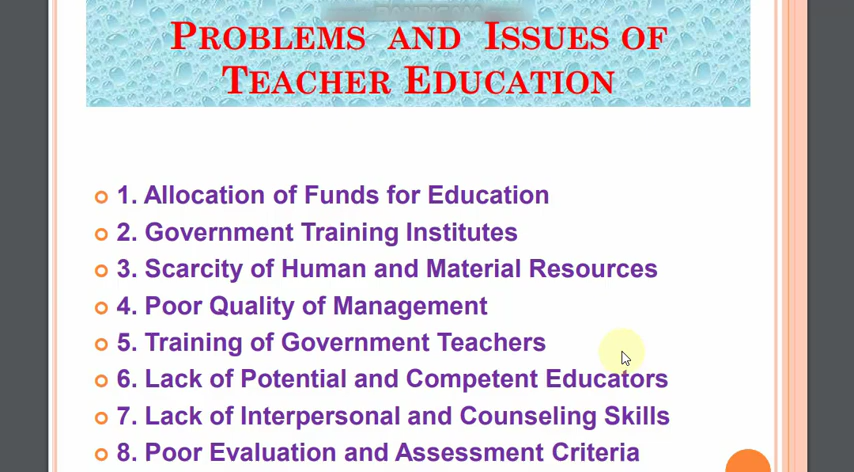 PROBLEMS AND ISSUES OF
TEACHER EDUCATION
1. Allocation of Funds for Education
2. Government Training Institutes
3. Scarcity of Human and Material Resources
4. Poor Quality of Management
5. Training of Government Teachers
6. Lack of Potential and Competent Educators
7. Lack of Interpersonal and Counseling Skills
8. Poor Evaluation and Assessment Criteria